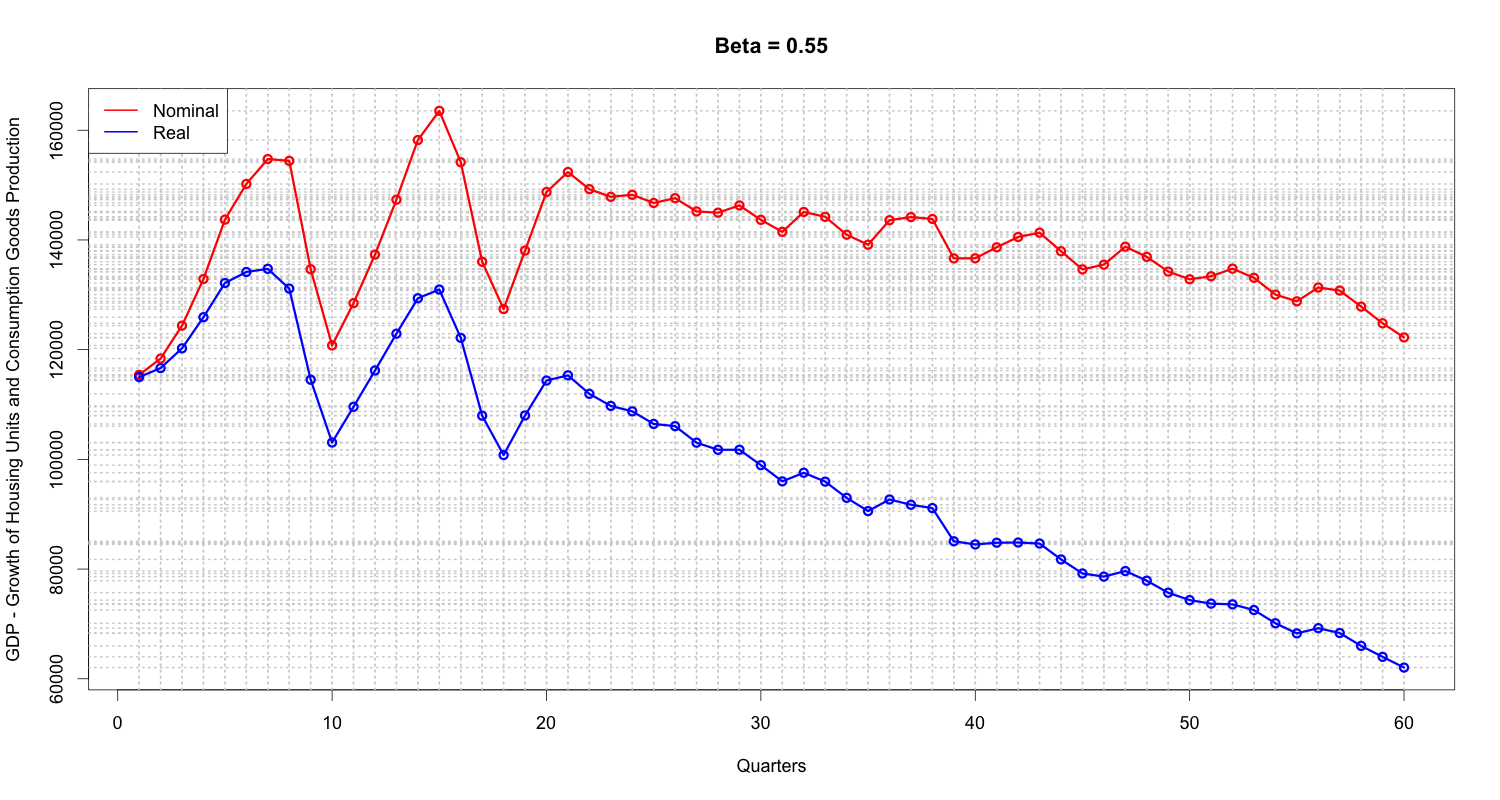 Beta = 0.55
Nominal
Real
GDP - Growth of Housing Units and Consumption Goods Production
160000
140000
120000
100000
80000
60000
0 10 20 30 40 50 60
Quarters